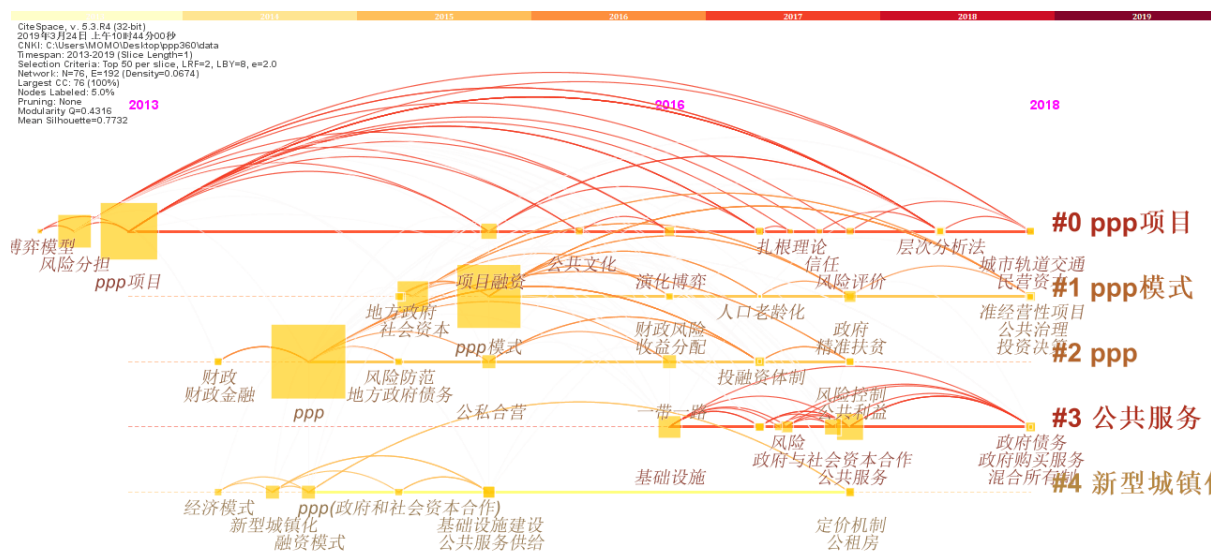 2014 2015 2016 2017 2018 2019
CiteSpace, v. 5.3.R4 (32-bit)
2019年3月24日 上午10时44分00秒
CNKI: C:\Users\MOMO\Desktop\ppp360\data
Timespan: 2013-2019 (Slice Length=1)
Selection Criteria: Top 50 per slice, LRF=2, LBY=8, e=2.0
Network: N=76, E=192 (Density=0.0674)
Largest CC: 76 (100%)
Nodes Labeled: 5.0%
Pruning: None
Modularity Q=0.4316
Mean Silhouette=0.7732
2013 2016 2018
#0 ppp项目
博弈模型 扎根理论 层次分析法
风险分担 公共文化 信任 城市轨道交通
ppp项目 项目融资 演化博弈 风险评价 民营资本
#1 ppp模式
地方政府 人口老龄化 准经营性项目
社会资本 财政风险 政府 公共治理
ppp模式 收益分配 精准扶贫 投资决策
#2 ppp
财政 风险防范 投融资体制
财政金融 地方政府债务 风险控制
ppp 公私合营 一带一路 公共利益
#3 公共服务
风险 政府债务
政府与社会资本合作 政府购买服务
基础设施 公共服务 混合所有制
#4 新型城镇化
经济模式 ppp(政府和社会资本合作)
新型城镇化 基础设施建设 定价机制
融资模式 公共服务供给 公租房